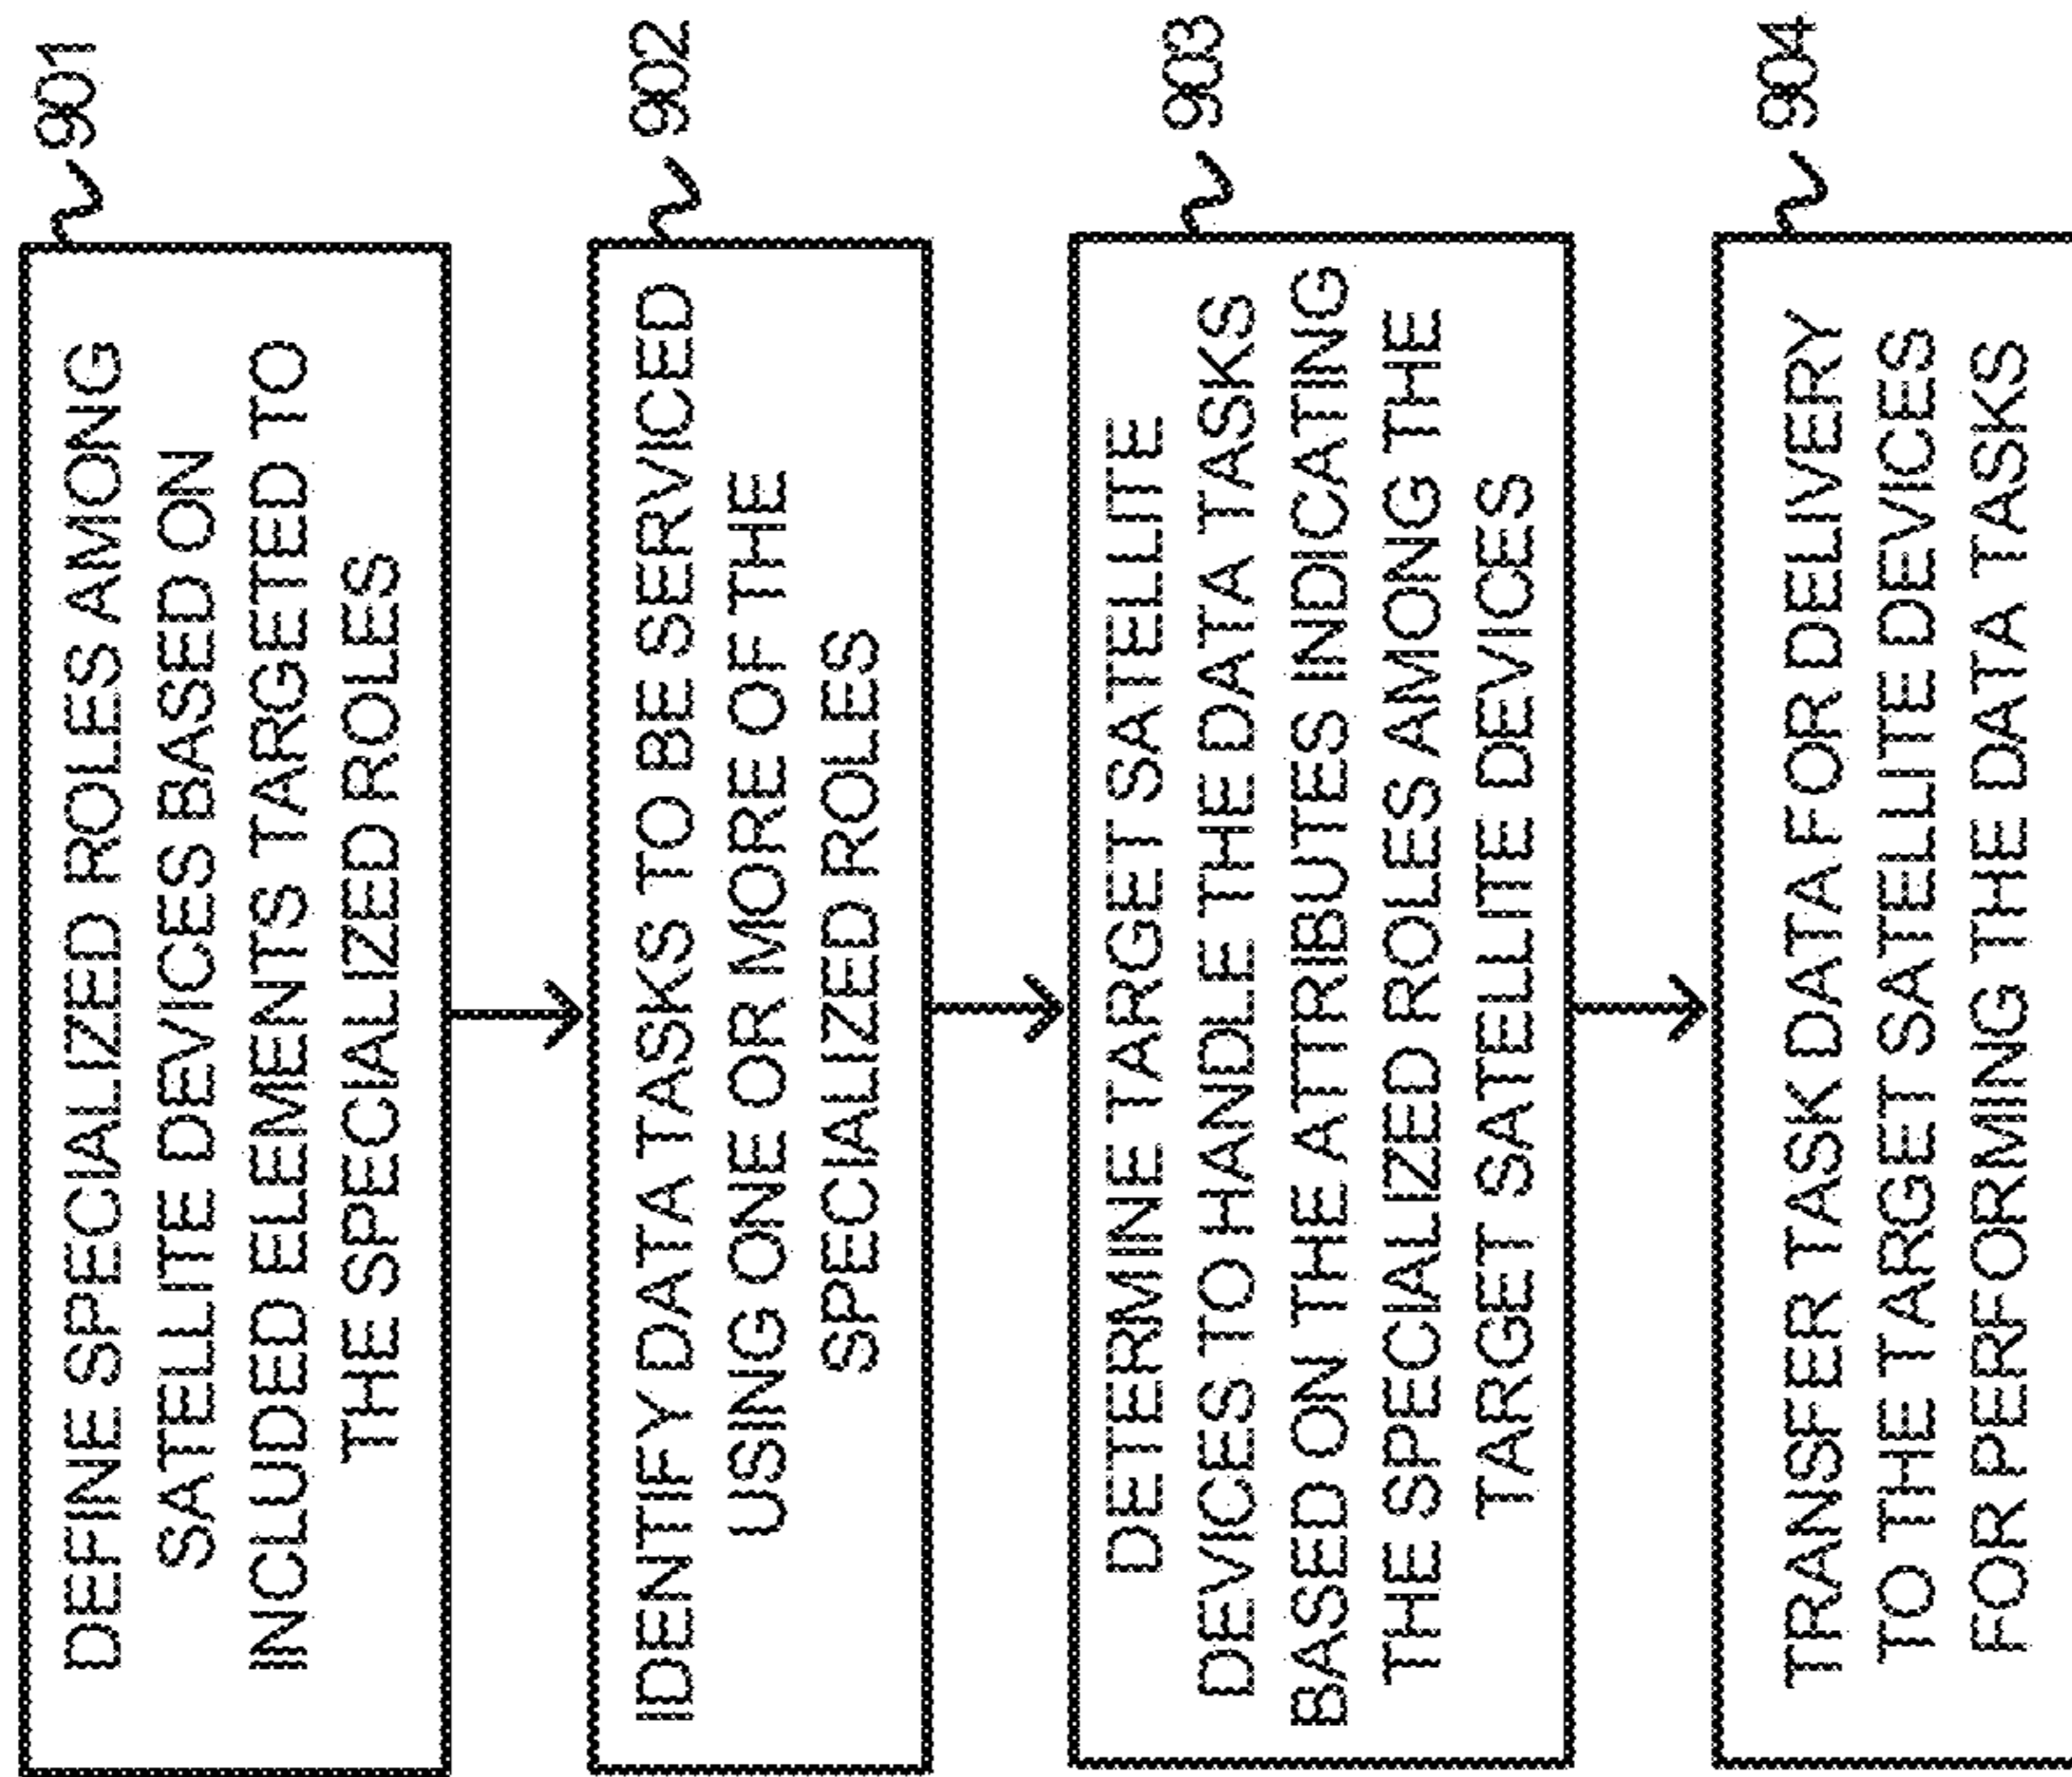 901
DEFINE SPECIALIZED ROLES AMONG
SATELLITE DEVICES BASED ON
INCLUDED ELEMENTS TARGETED TO
THE SPECIALIZED ROLES
902
IDENTIFY DATA TASKS TO BE SERVICED
USING ONE OR MORE OF THE
SPECIALIZED ROLES
903
DETERMINE TARGET SATELLITE
DEVICES TO HANDLE THE DATA TASKS
BASED ON THE ATTRIBUTES INDICATING
THE SPECIALIZED ROLES AMONG THE
TARGET SATELLITE DEVICES
904
TRANSFER TASK DATA FOR DELIVERY
TO THE TARGET SATELLITE DEVICES
FOR PERFORMING THE DATA TASKS